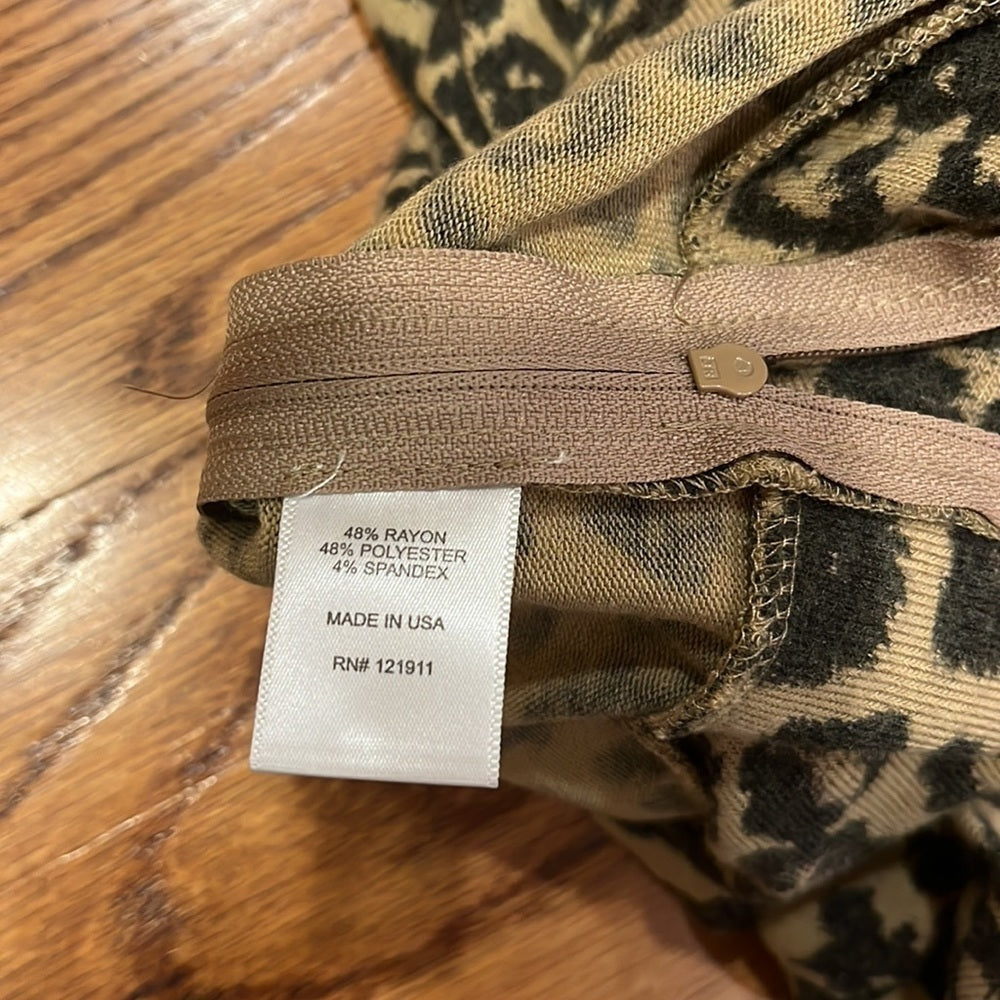 48% RAYON
48% POLYESTER
4% SPANDEX
MADE IN USA
RN# 121911